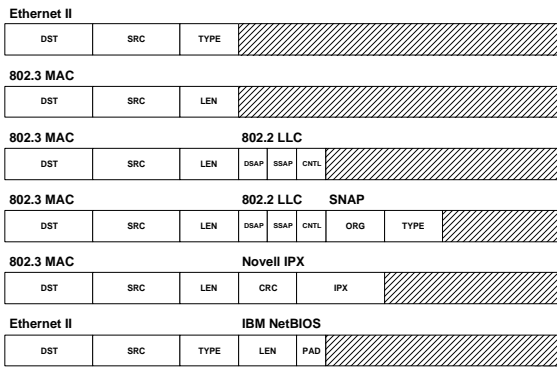 Ethernet II
DST SRC TYPE
802.3 MAC
DST SRC LEN
802.3 MAC 802.2 LLC
DST SRC LEN DSAP SSAP CNTL
802.3 MAC 802.2 LLC SNAP
DST SRC LEN DSAP SSAP CNTL ORG TYPE
802.3 MAC Novell IPX
DST SRC LEN CRC IPX
Ethernet II IBM NetBIOS
DST SRC TYPE LEN PAD